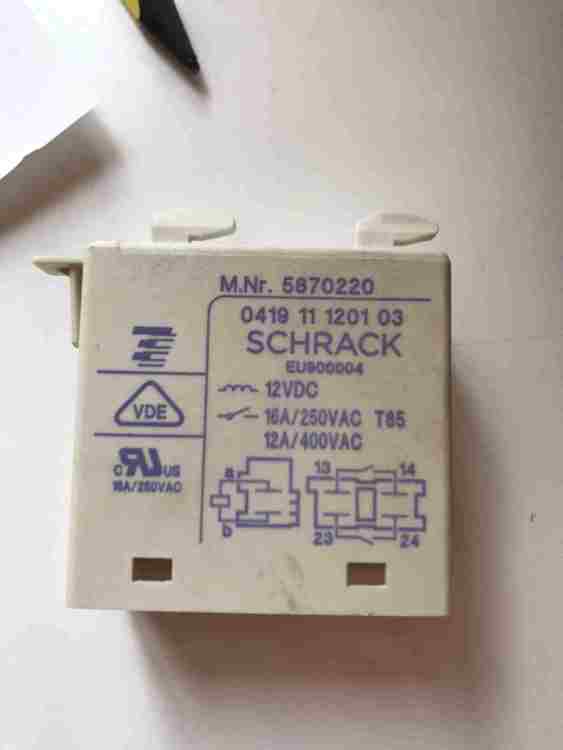 M.Nr. 5870220
0419 11 1201 03
SCHRACK
EU900004
12VDC
VDE
16A/250VAC T85
12A/400VAC
C RU US
16A/250VAC
a
13 14
b
23 24